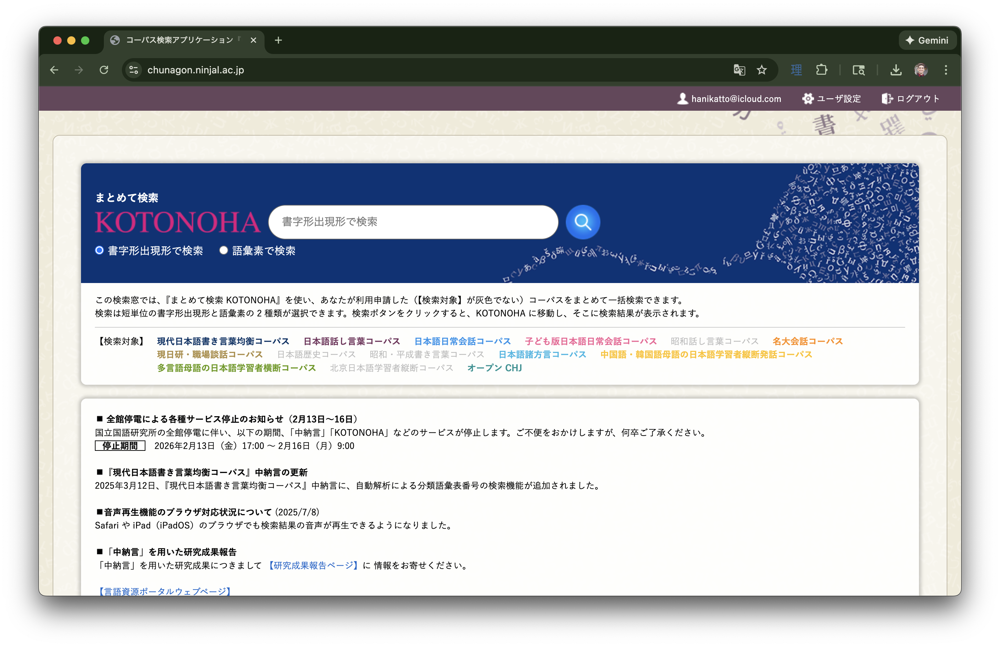 コーパス検索アプリケーション『
Gemini
chunagon.ninjal.ac.jp
理
hanikatto@icloud.com ユーザ設定 ログアウト
書
語
まとめて検索
KOTONOHA 書字形出現形で検索
書字形出現形で検索 語彙素で検索
この検索窓では、『まとめて検索 KOTONOHA』を使い、あなたが利用申請した（【検索対象】が灰色でない）コーパスをまとめて一括検索できます。
検索は短単位の書字形出現形と語彙素の 2 種類が選択できます。検索ボタンをクリックすると、KOTONOHA に移動し、そこに検索結果が表示されます。
【検索対象】 現代日本語書き言葉均衡コーパス 日本語話し言葉コーパス 日本語日常会話コーパス 子ども版日本語日常会話コーパス 昭和話し言葉コーパス 名大会話コーパス
現日研・職場談話コーパス 日本語歴史コーパス 昭和・平成書き言葉コーパス 日本語諸方言コーパス 中国語・韓国語母語の日本語学習者縦断発話コーパス
多言語母語の日本語学習者横断コーパス 北京日本語学習者縦断コーパス オープン CHJ
■ 全館停電による各種サービス停止のお知らせ（2月13日〜16日）
国立国語研究所の全館停電に伴い、以下の期間、「中納言」「KOTONOHA」などのサービスが停止します。ご不便をおかけしますが、何卒ご了承ください。
停止期間 2026年2月13日（金）17:00 〜 2月16日（月）9:00
■『現代日本語書き言葉均衡コーパス』中納言の更新
2025年3月12日、『現代日本語書き言葉均衡コーパス』中納言に、自動解析による分類語彙表番号の検索機能が追加されました。
■音声再生機能のブラウザ対応状況について (2025/7/8)
Safari や iPad（iPadOS）のブラウザでも検索結果の音声が再生できるようになりました。
■「中納言」を用いた研究成果報告
「中納言」を用いた研究成果につきまして 【研究成果報告ページ】に 情報をお寄せください。
【言語資源ポータルウェブページ】